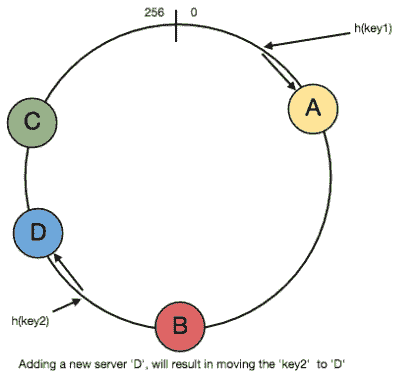 256 0
h(key1)
A
C
D
h(key2)
B
Adding a new server 'D', will result in moving the 'key2' to 'D'